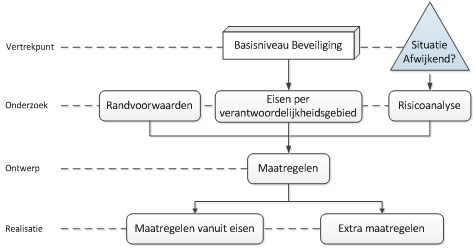 Vertrekpunt
Basisniveau Beveiliging
Situatie
Afwijkend?
Onderzoek
Randvoorwaarden
Eisen per
verantwoordelijkheidsgebied
Risicoanalyse
Ontwerp
Maatregelen
Realisatie
Maatregelen vanuit eisen
Extra maatregelen